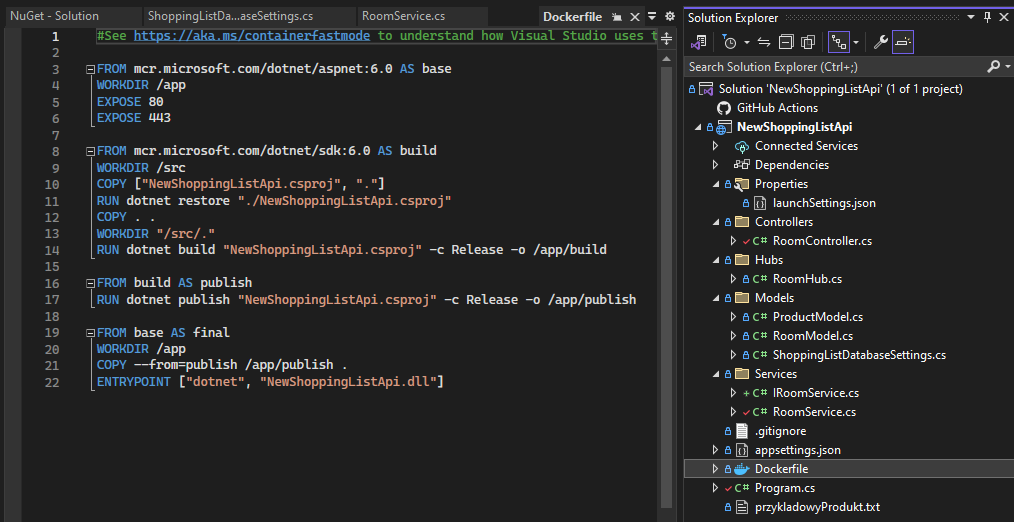 NuGet - Solution
ShoppingListDa...aseSettings.cs
RoomService.cs
Dockerfile
1 #See https://aka.ms/containerfastmode to understand how Visual Studio uses t
2
3 FROM mcr.microsoft.com/dotnet/aspnet:6.0 AS base
4 WORKDIR /app
5 EXPOSE 80
6 EXPOSE 443
7
8 FROM mcr.microsoft.com/dotnet/sdk:6.0 AS build
9 WORKDIR /src
10 COPY ["NewShoppingListApi.csproj", "."]
11 RUN dotnet restore "./NewShoppingListApi.csproj"
12 COPY . .
13 WORKDIR "/src/."
14 RUN dotnet build "NewShoppingListApi.csproj" -c Release -o /app/build
15
16 FROM build AS publish
17 RUN dotnet publish "NewShoppingListApi.csproj" -c Release -o /app/publish
18
19 FROM base AS final
20 WORKDIR /app
21 COPY --from=publish /app/publish .
22 ENTRYPOINT ["dotnet", "NewShoppingListApi.dll"]
Solution Explorer
Search Solution Explorer (Ctrl+;)
Solution 'NewShoppingListApi' (1 of 1 project)
GitHub Actions
NewShoppingListApi
Connected Services
Dependencies
Properties
launchSettings.json
Controllers
C# RoomController.cs
Hubs
C# RoomHub.cs
Models
C# ProductModel.cs
C# RoomModel.cs
C# ShoppingListDatabaseSettings.cs
Services
C# IRoomService.cs
C# RoomService.cs
.gitignore
appsettings.json
Dockerfile
C# Program.cs
przykladowyProdukt.txt